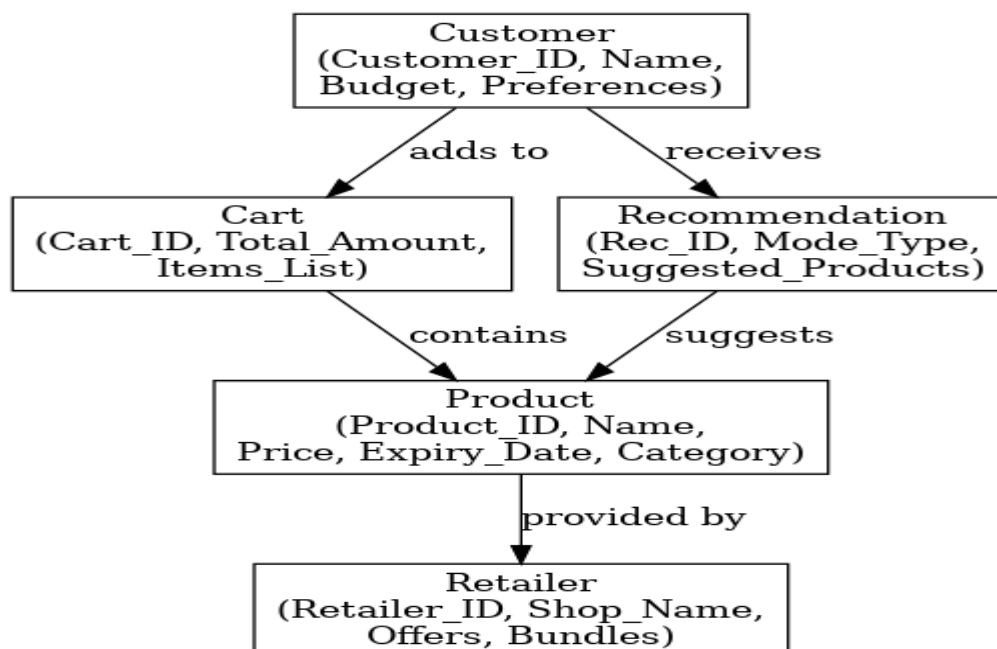 Customer
(Customer_ID, Name,
Budget, Preferences)
adds to
receives
Cart
(Cart_ID, Total_Amount,
Items_List)
Recommendation
(Rec_ID, Mode_Type,
Suggested_Products)
contains
suggests
Product
(Product_ID, Name,
Price, Expiry_Date, Category)
provided by
Retailer
(Retailer_ID, Shop_Name,
Offers, Bundles)